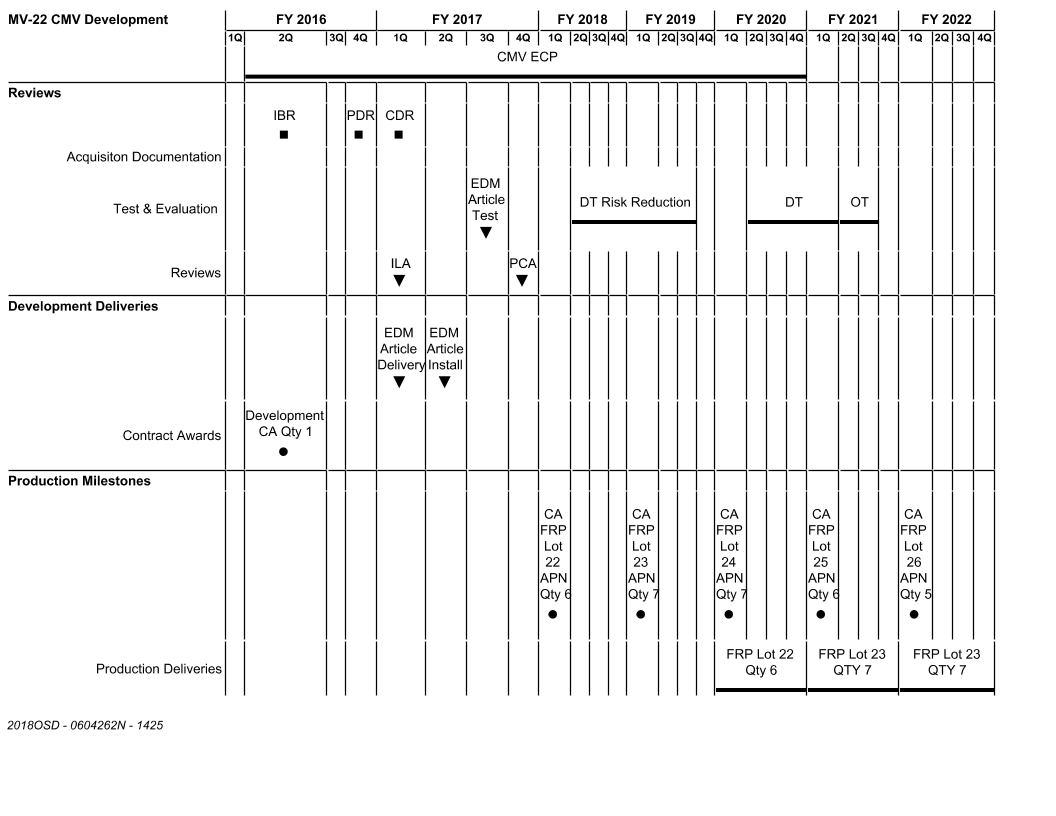 MV-22 CMV Development FY 2016 FY 2017 FY 2018 FY 2019 FY 2020 FY 2021 FY 2022
1Q 2Q 3Q 4Q 1Q 2Q 3Q 4Q 1Q 2Q 3Q 4Q 1Q 2Q 3Q 4Q 1Q 2Q 3Q 4Q 1Q 2Q 3Q 4Q 1Q 2Q 3Q 4Q
CMV ECP
Reviews
IBR PDR CDR
Acquisiton Documentation
Test & Evaluation
EDM
Article
Test
DT Risk Reduction
DT
OT
Reviews
ILA
PCA
Development Deliveries
EDM
Article
Delivery
EDM
Article
Install
Contract Awards
Development
CA Qty 1
Production Milestones
CA
FRP
Lot
22
APN
Qty 6
CA
FRP
Lot
23
APN
Qty 7
CA
FRP
Lot
24
APN
Qty 7
CA
FRP
Lot
25
APN
Qty 6
CA
FRP
Lot
26
APN
Qty 5
Production Deliveries
FRP Lot 22
Qty 6
FRP Lot 23
QTY 7
FRP Lot 23
QTY 7
2018OSD - 0604262N - 1425